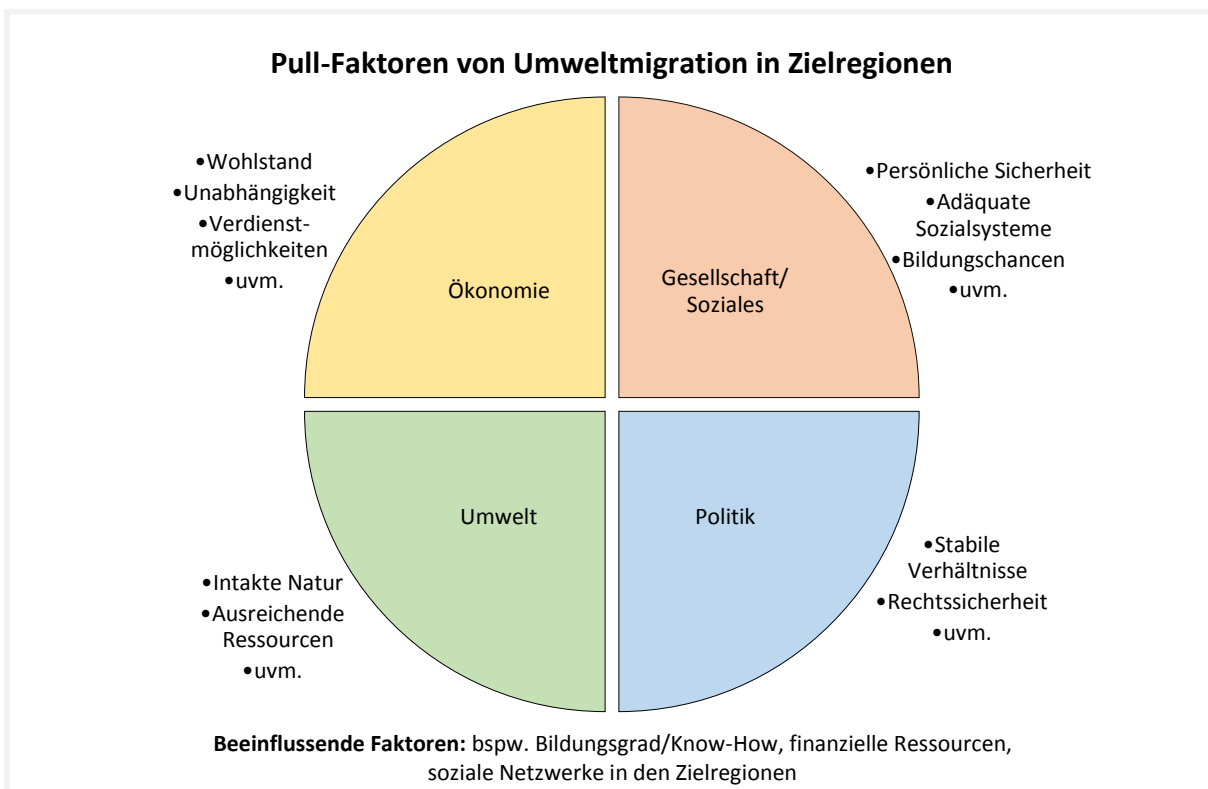 Pull-Faktoren von Umweltmigration in Zielregionen
•Wohlstand
•Unabhängigkeit
•Verdienst-
möglichkeiten
•uvm.
Ökonomie
Gesellschaft/
Soziales
•Persönliche Sicherheit
•Adäquate
Sozialsysteme
•Bildungschancen
•uvm.
Umwelt
•Intakte Natur
•Ausreichende
Ressourcen
•uvm.
Politik
•Stabile
Verhältnisse
•Rechtssicherheit
•uvm.
Beeinflussende Faktoren: bspw. Bildungsgrad/Know-How, finanzielle Ressourcen,
soziale Netzwerke in den Zielregionen